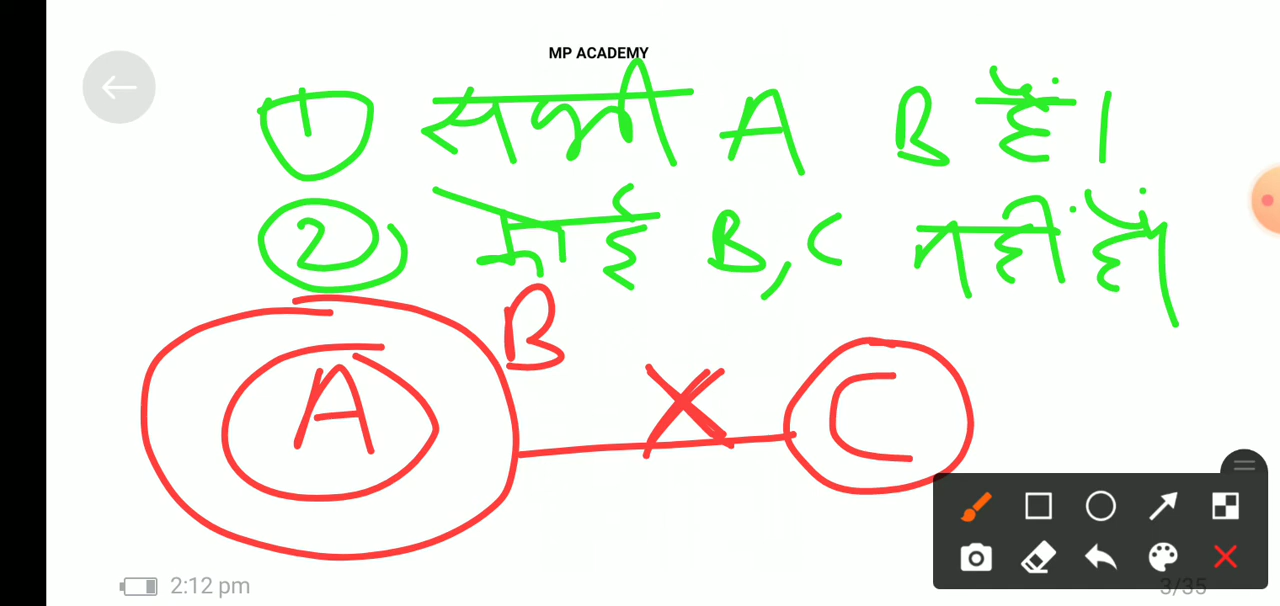 MP ACADEMY
1 सभी A B हैं।
2 कोई B, C नहीं हैं।
B
A X C
2:12 pm 3/35